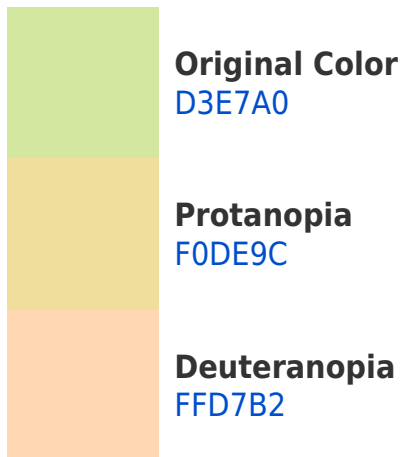 Original Color
D3E7A0
Protanopia
F0DE9C
Deuteranopia
FFD7B2